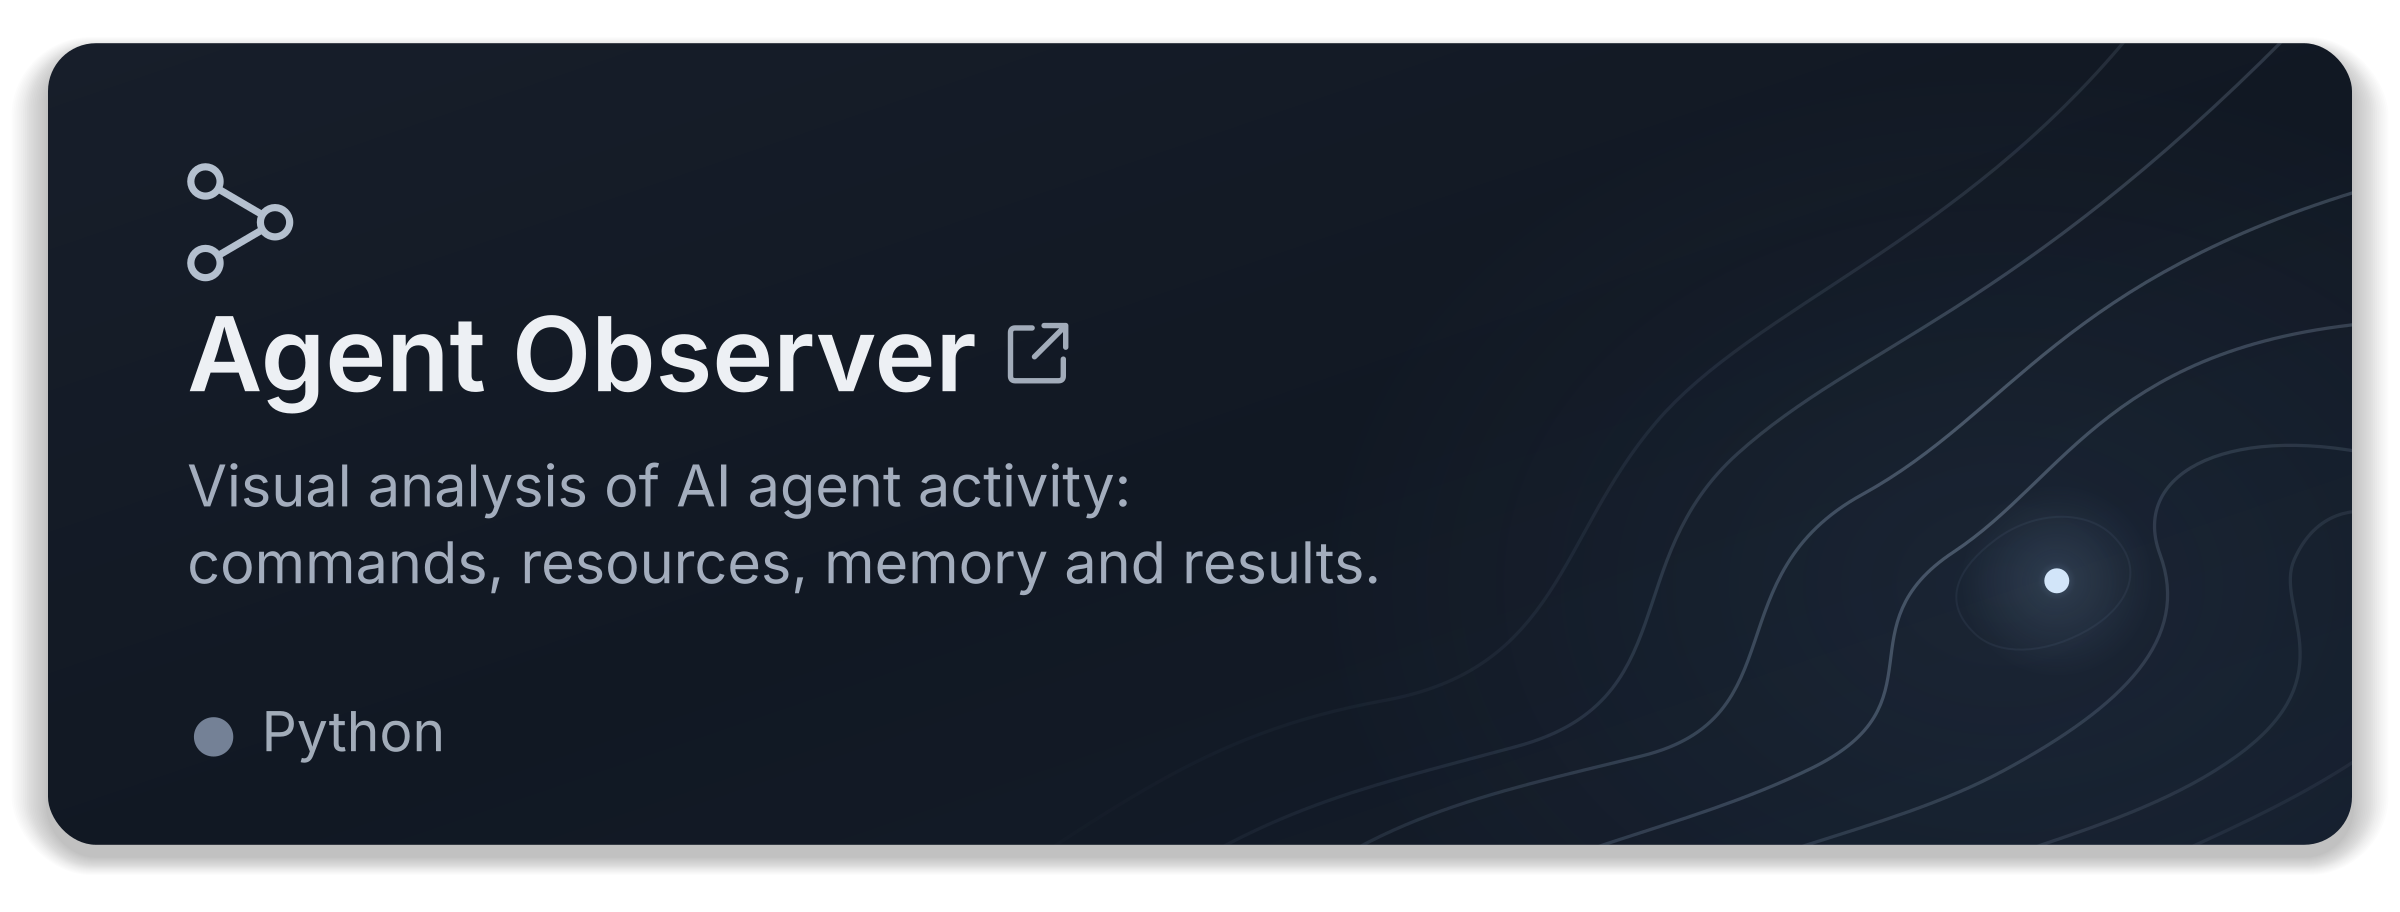 Agent Observer
Visual analysis of AI agent activity:
commands, resources, memory and results.
Python